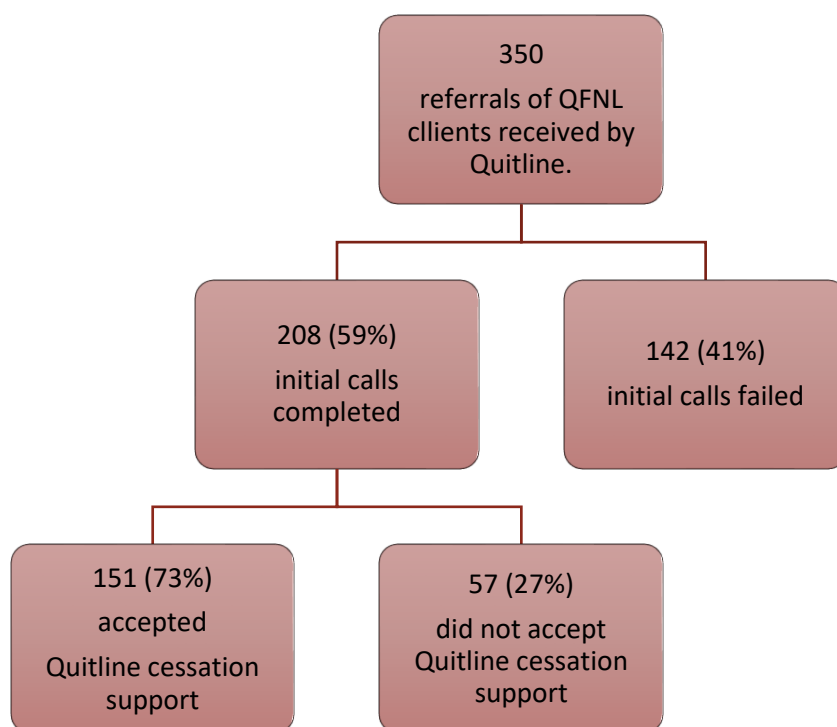 350
referrals of QFNL
cllients received by
Quitline.
208 (59%)
initial calls
completed
142 (41%)
initial calls failed
151 (73%)
accepted
Quitline cessation
support
57 (27%)
did not accept
Quitline cessation
support